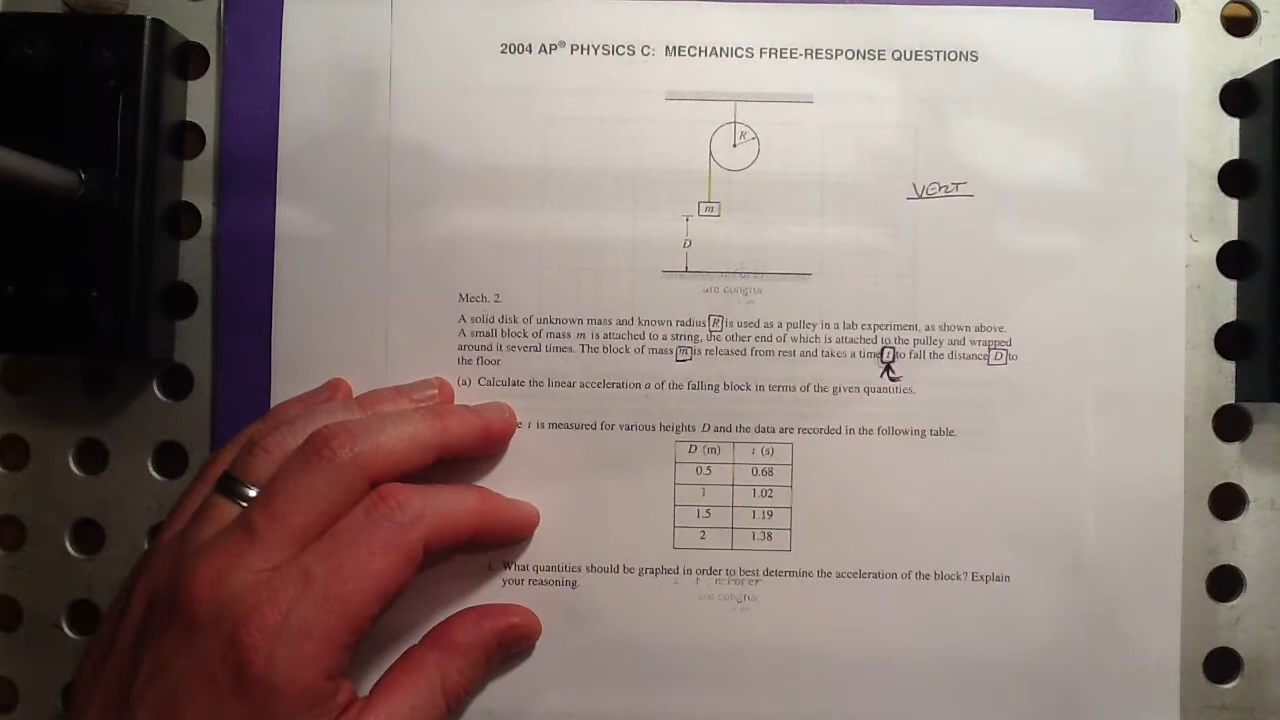 2004 AP® PHYSICS C: MECHANICS FREE-RESPONSE QUESTIONS
R
VERT
m
D
are congruc
Mech. 2.
A solid disk of unknown mass and known radius R is used as a pulley in a lab experiment, as shown above.
A small block of mass m is attached to a string, the other end of which is attached to the pulley and wrapped
around it several times. The block of mass m is released from rest and takes a time t to fall the distance D to
the floor
(a) Calculate the linear acceleration a of the falling block in terms of the given quantities.
e t is measured for various heights D and the data are recorded in the following table.
D (m) t (s)
0.5 0.68
1 1.02
1.5 1.19
2 1.38
i. What quantities should be graphed in order to best determine the acceleration of the block? Explain
your reasoning.